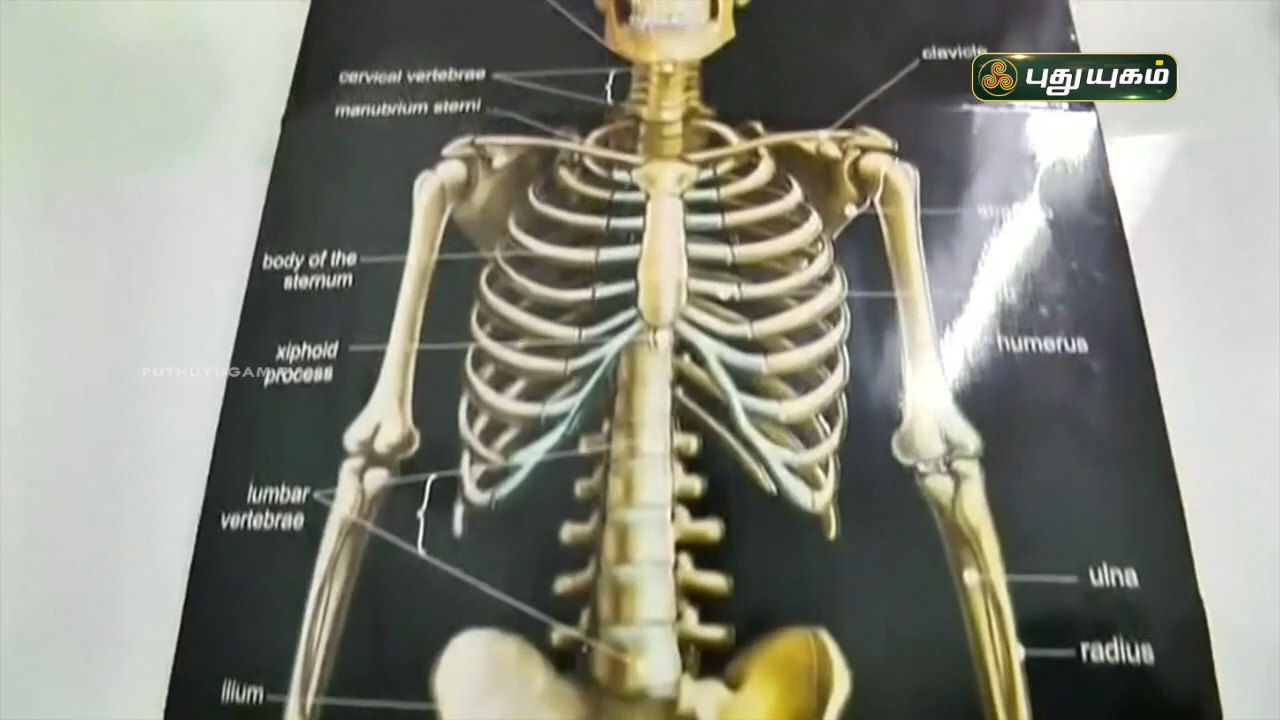 cervical vertebrae
manubrium sterni
clavicle
புதுயுகம்
body of the
sternum
xiphoid
process
PUTHUYUGAM
humerus
lumbar
vertebrae
ulna
radius
ilium